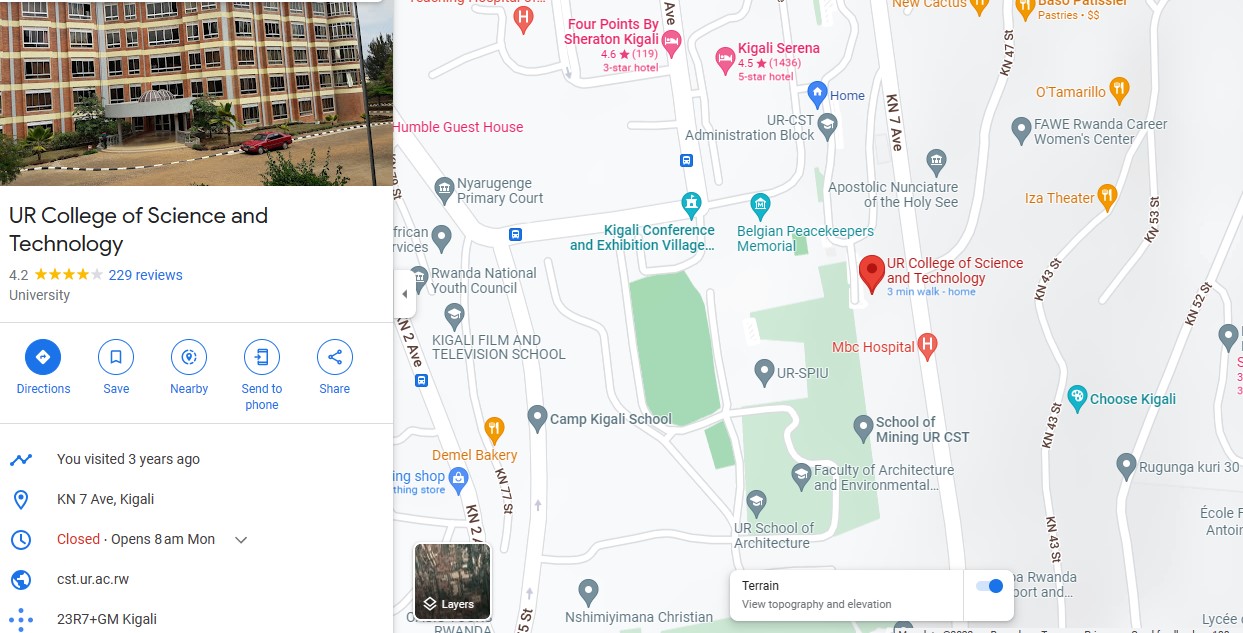 UR College of Science and
Technology
4.2
229 reviews
University
Directions
Save
Nearby
Send to
phone
Share
You visited 3 years ago
KN 7 Ave, Kigali
Closed · Opens 8 am Mon
cst.ur.ac.rw
23R7+GM Kigali
Four Points By
Sheraton Kigali
4.6 ★ (119)
3-star hotel
Ave
Kigali Serena
4.5 ★ (1436)
5-star hotel
New Cactus
Baso Patissier
Pastries • $$
KN 47 St
Home
UR-CST
Administration Block
KN 7 Ave
O'Tamarillo
FAWE Rwanda Career
Women's Center
Humble Guest House
Nyarugenge
Primary Court
Apostolic Nunciature
of the Holy See
Iza Theater
KN 53 St
Kigali Conference
and Exhibition Village...
Belgian Peacekeepers
Memorial
Rwanda National
Youth Council
UR College of Science
and Technology
3 min walk - home
KN 43 St
KN 52 St
KIGALI FILM AND
TELEVISION SCHOOL
KN 2 Ave
Mbc Hospital
UR-SPIU
Choose Kigali
Camp Kigali School
School of
Mining UR CST
KN 43 St
Demel Bakery
ing shop
thing store
KN 77 St
KN 2
Faculty of Architecture
and Environmental...
Rugunga kuri 30
UR School of
Architecture
KN 43 St
École F
Antoin
Layers
Terrain
View topography and elevation
Nshimiyimana Christian
RWANDA
5 St
a Rwanda
ort and...
Lycée